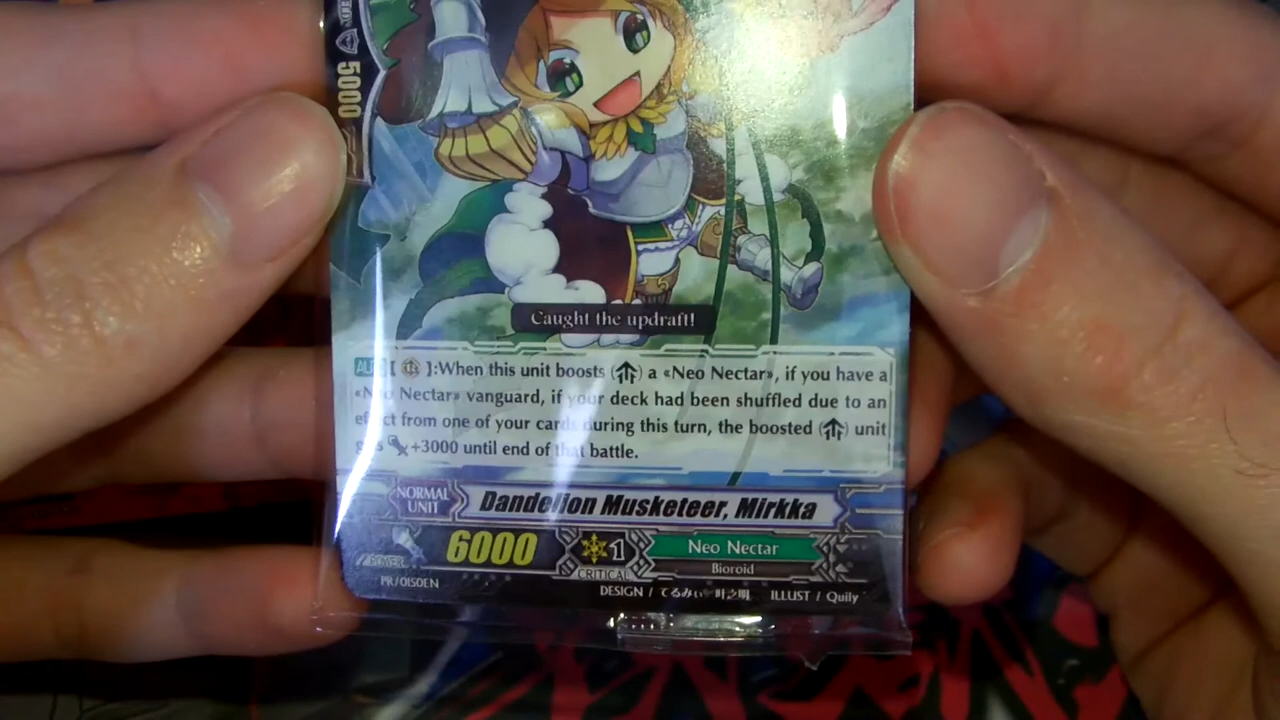 5000
Caught the updraft!
AUTO [ ]:When this unit boosts ( ) a «Neo Nectar», if you have a
«Neo Nectar» vanguard, if your deck had been shuffled due to an
effect from one of your cards during this turn, the boosted ( ) unit
gets +3000 until end of that battle.
NORMAL UNIT
Dandelion Musketeer, Mirkka
POWER 6000 1 CRITICAL
Neo Nectar
Bioroid
PR/0150EN
DESIGN / てるみぃ 叶之明 ILLUST / Quily